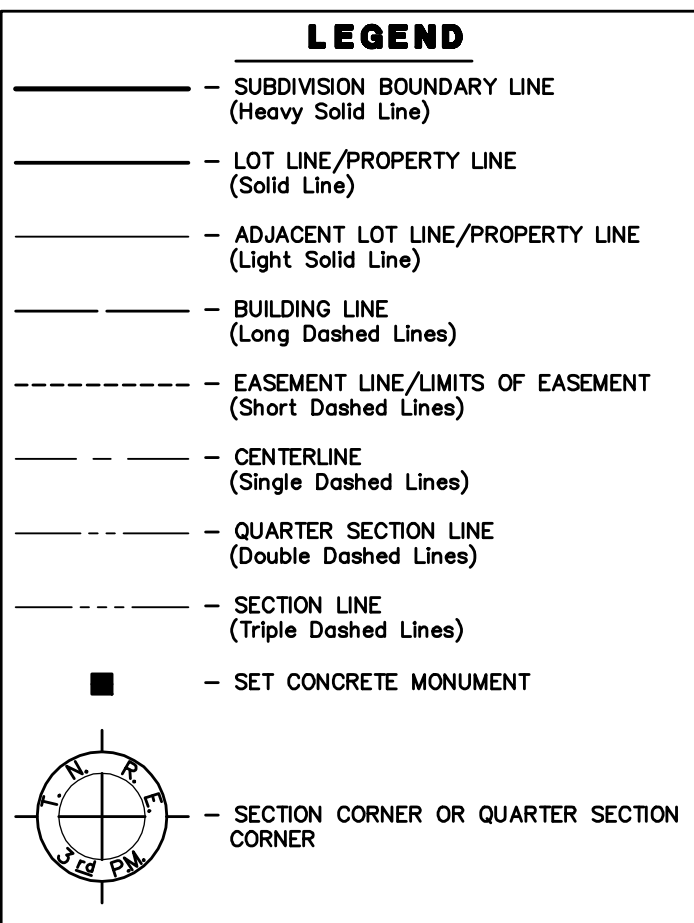 LEGEND
– SUBDIVISION BOUNDARY LINE
(Heavy Solid Line)
– LOT LINE/PROPERTY LINE
(Solid Line)
– ADJACENT LOT LINE/PROPERTY LINE
(Light Solid Line)
– BUILDING LINE
(Long Dashed Lines)
– EASEMENT LINE/LIMITS OF EASEMENT
(Short Dashed Lines)
– CENTERLINE
(Single Dashed Lines)
– QUARTER SECTION LINE
(Double Dashed Lines)
– SECTION LINE
(Triple Dashed Lines)
– SET CONCRETE MONUMENT
T. N. R. E.
3rd P.M.
– SECTION CORNER OR QUARTER SECTION
CORNER